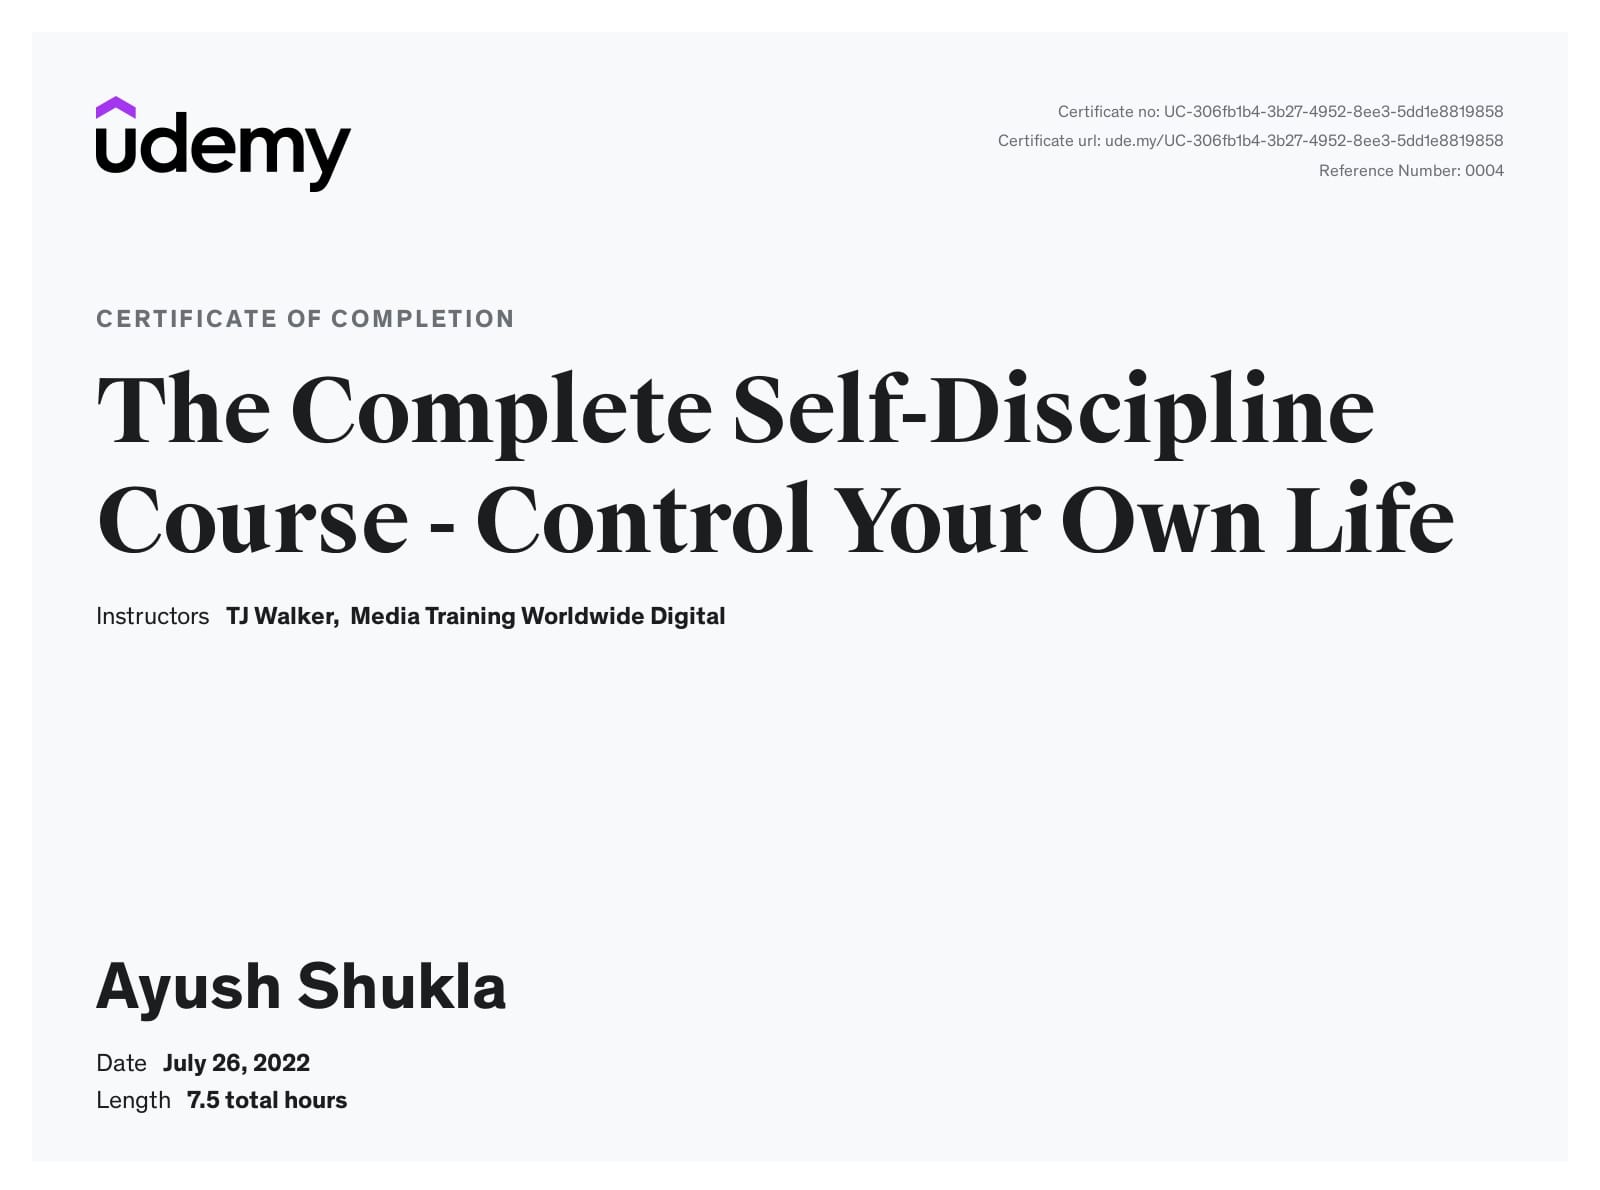 udemy
Certificate no: UC-306fb1b4-3b27-4952-8ee3-5dd1e8819858
Certificate url: ude.my/UC-306fb1b4-3b27-4952-8ee3-5dd1e8819858
Reference Number: 0004
CERTIFICATE OF COMPLETION
The Complete Self-Discipline
Course - Control Your Own Life
Instructors TJ Walker, Media Training Worldwide Digital
Ayush Shukla
Date July 26, 2022
Length 7.5 total hours